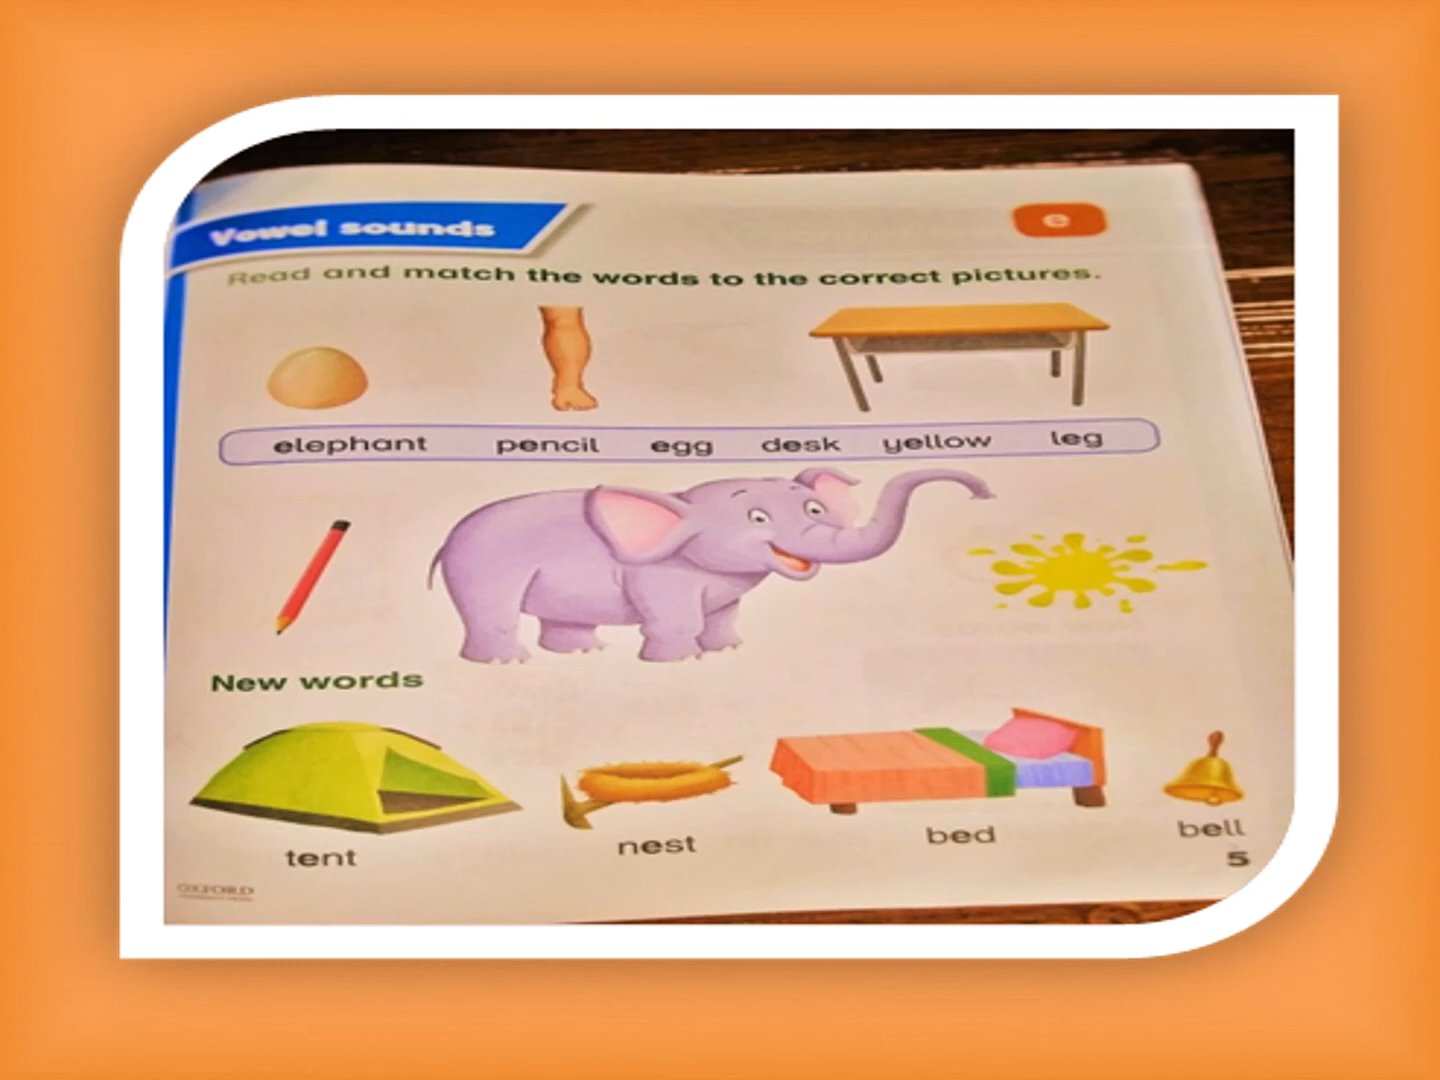 Vowel sounds
e
Read and match the words to the correct pictures.
elephant pencil egg desk yellow leg
New words
tent nest bed bell
5
OXFORD